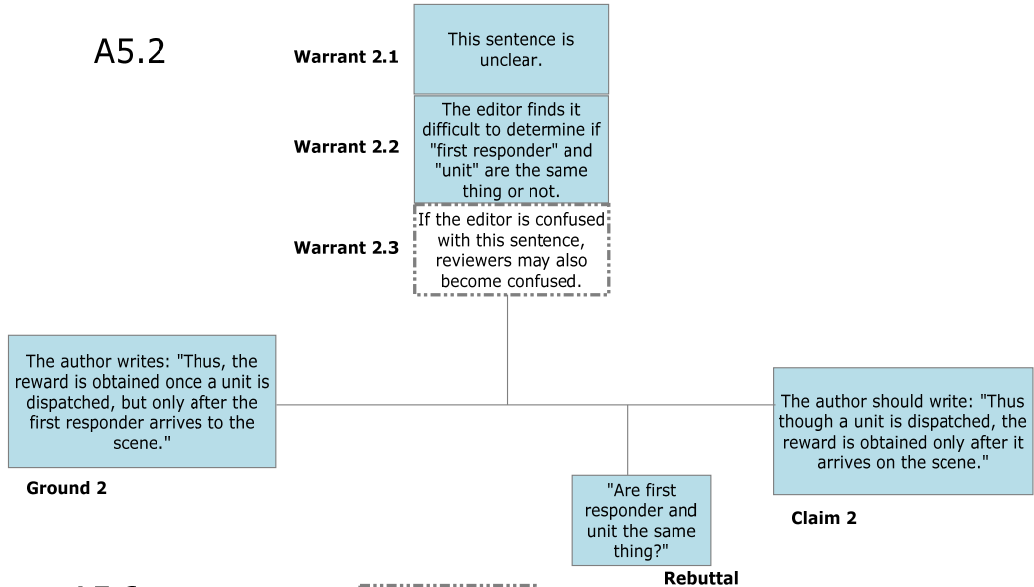 A5.2
Warrant 2.1
This sentence is
unclear.
Warrant 2.2
The editor finds it
difficult to determine if
"first responder" and
"unit" are the same
thing or not.
Warrant 2.3
If the editor is confused
with this sentence,
reviewers may also
become confused.
The author writes: "Thus, the
reward is obtained once a unit is
dispatched, but only after the
first responder arrives to the
scene."
Ground 2
The author should write: "Thus
though a unit is dispatched, the
reward is obtained only after it
arrives on the scene."
Claim 2
"Are first
responder and
unit the same
thing?"
Rebuttal